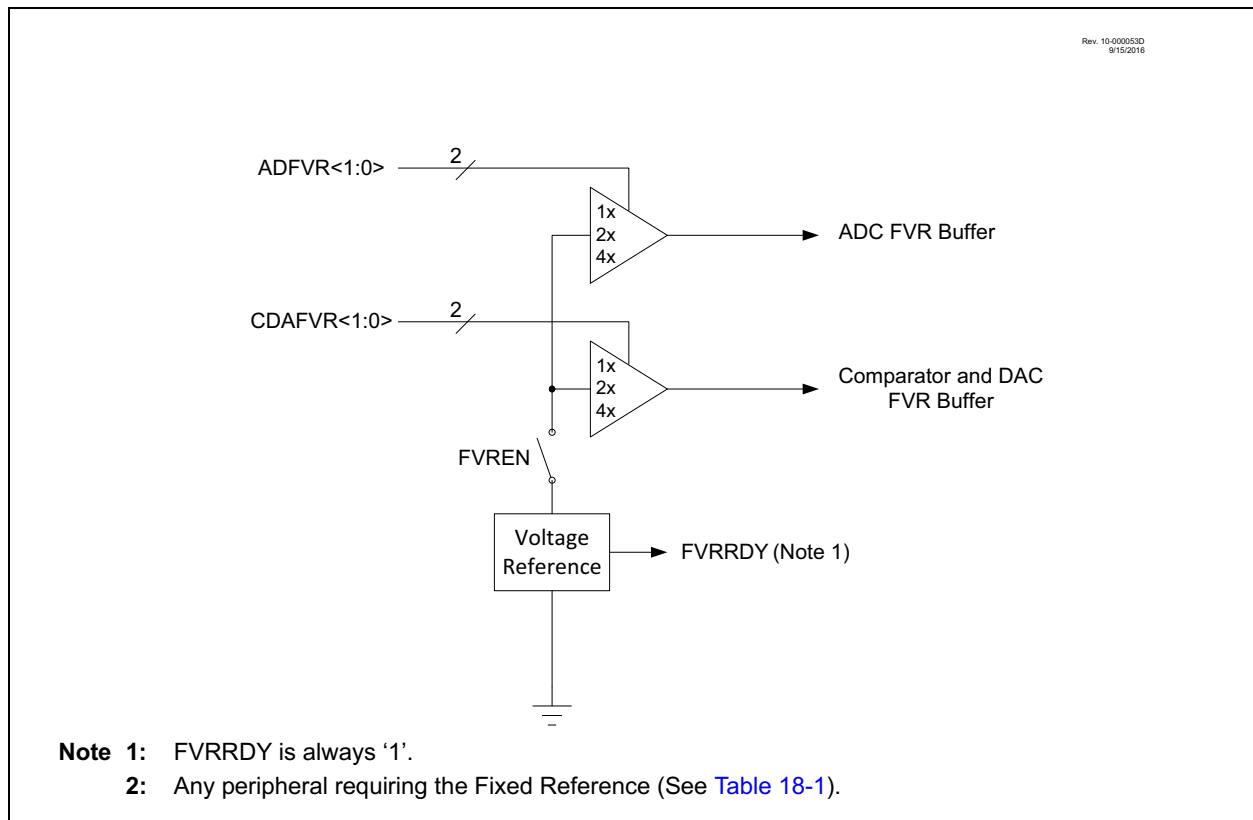 Rev. 10-000053D
9/15/2016
ADFVR<1:0>
2
1x
2x
4x
ADC FVR Buffer
CDAFVR<1:0>
2
1x
2x
4x
Comparator and DAC
FVR Buffer
FVREN
Voltage
Reference
FVRRDY (Note 1)
Note 1: FVRRDY is always ‘1’.
2: Any peripheral requiring the Fixed Reference (See Table 18-1).